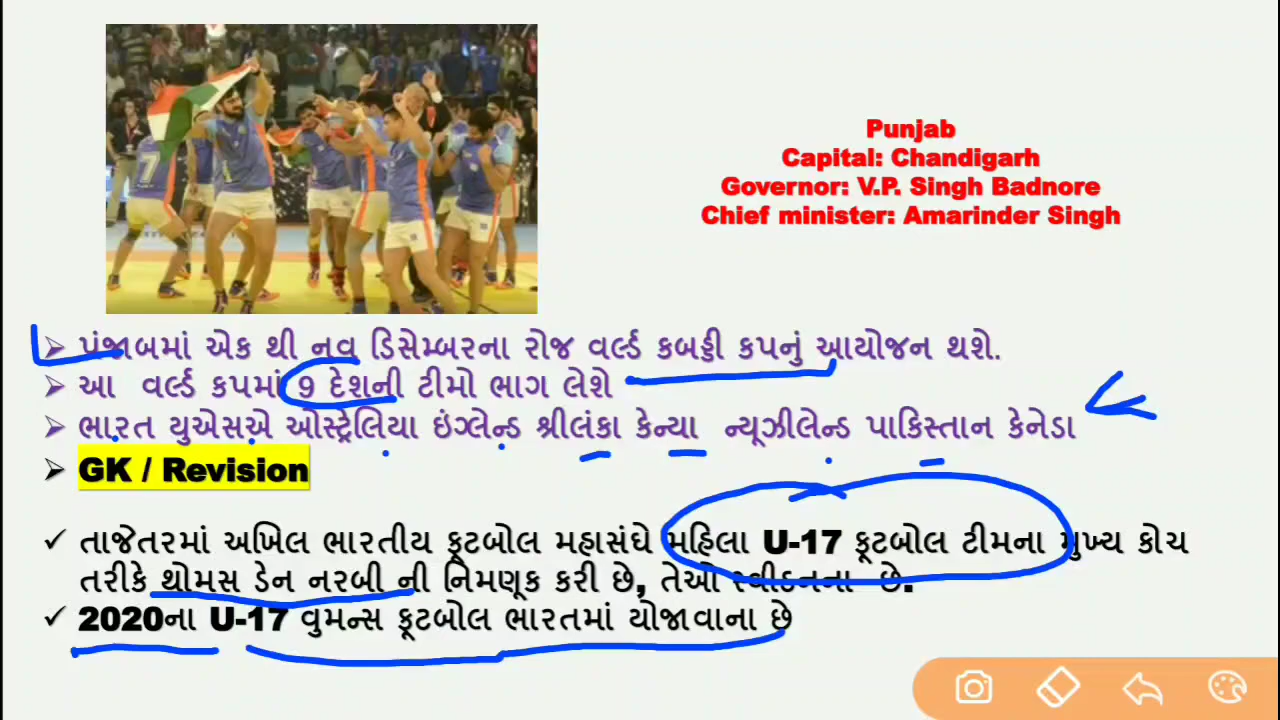 Punjab
Capital: Chandigarh
Governor: V.P. Singh Badnore
Chief minister: Amarinder Singh
➢ પંજાબમાં એક થી નવ ડિસેમ્બરના રોજ વર્લ્ડ કબડ્ડી કપનું આયોજન થશે.
➢ આ વર્લ્ડ કપમાં 9 દેશની ટીમો ભાગ લેશે
➢ ભારત યુએસએ ઓસ્ટ્રેલિયા ઇંગ્લેન્ડ શ્રીલંકા કેન્યા ન્યૂઝીલેન્ડ પાકિસ્તાન કેનેડા
➢ GK / Revision
✓ તાજેતરમાં અખિલ ભારતીય ફૂટબોલ મહાસંઘે મહિલા U-17 ફૂટબોલ ટીમના મુખ્ય કોચ
તરીકે થોમસ ડેન નરબી ની નિમણૂક કરી છે, તેઓ સ્વીડનના છે.
✓ 2020ના U-17 વુમન્સ ફૂટબોલ ભારતમાં યોજાવાના છે
7